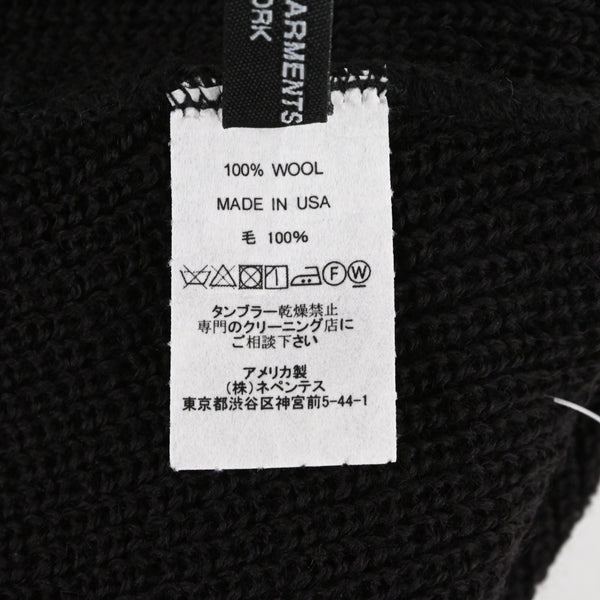 GARMENTS
ORK
100% WOOL
MADE IN USA
毛 100%
F W
タンブラー乾燥禁止
専門のクリーニング店に
ご相談下さい
アメリカ製
(株)ネペンテス
東京都渋谷区神宮前5-44-1